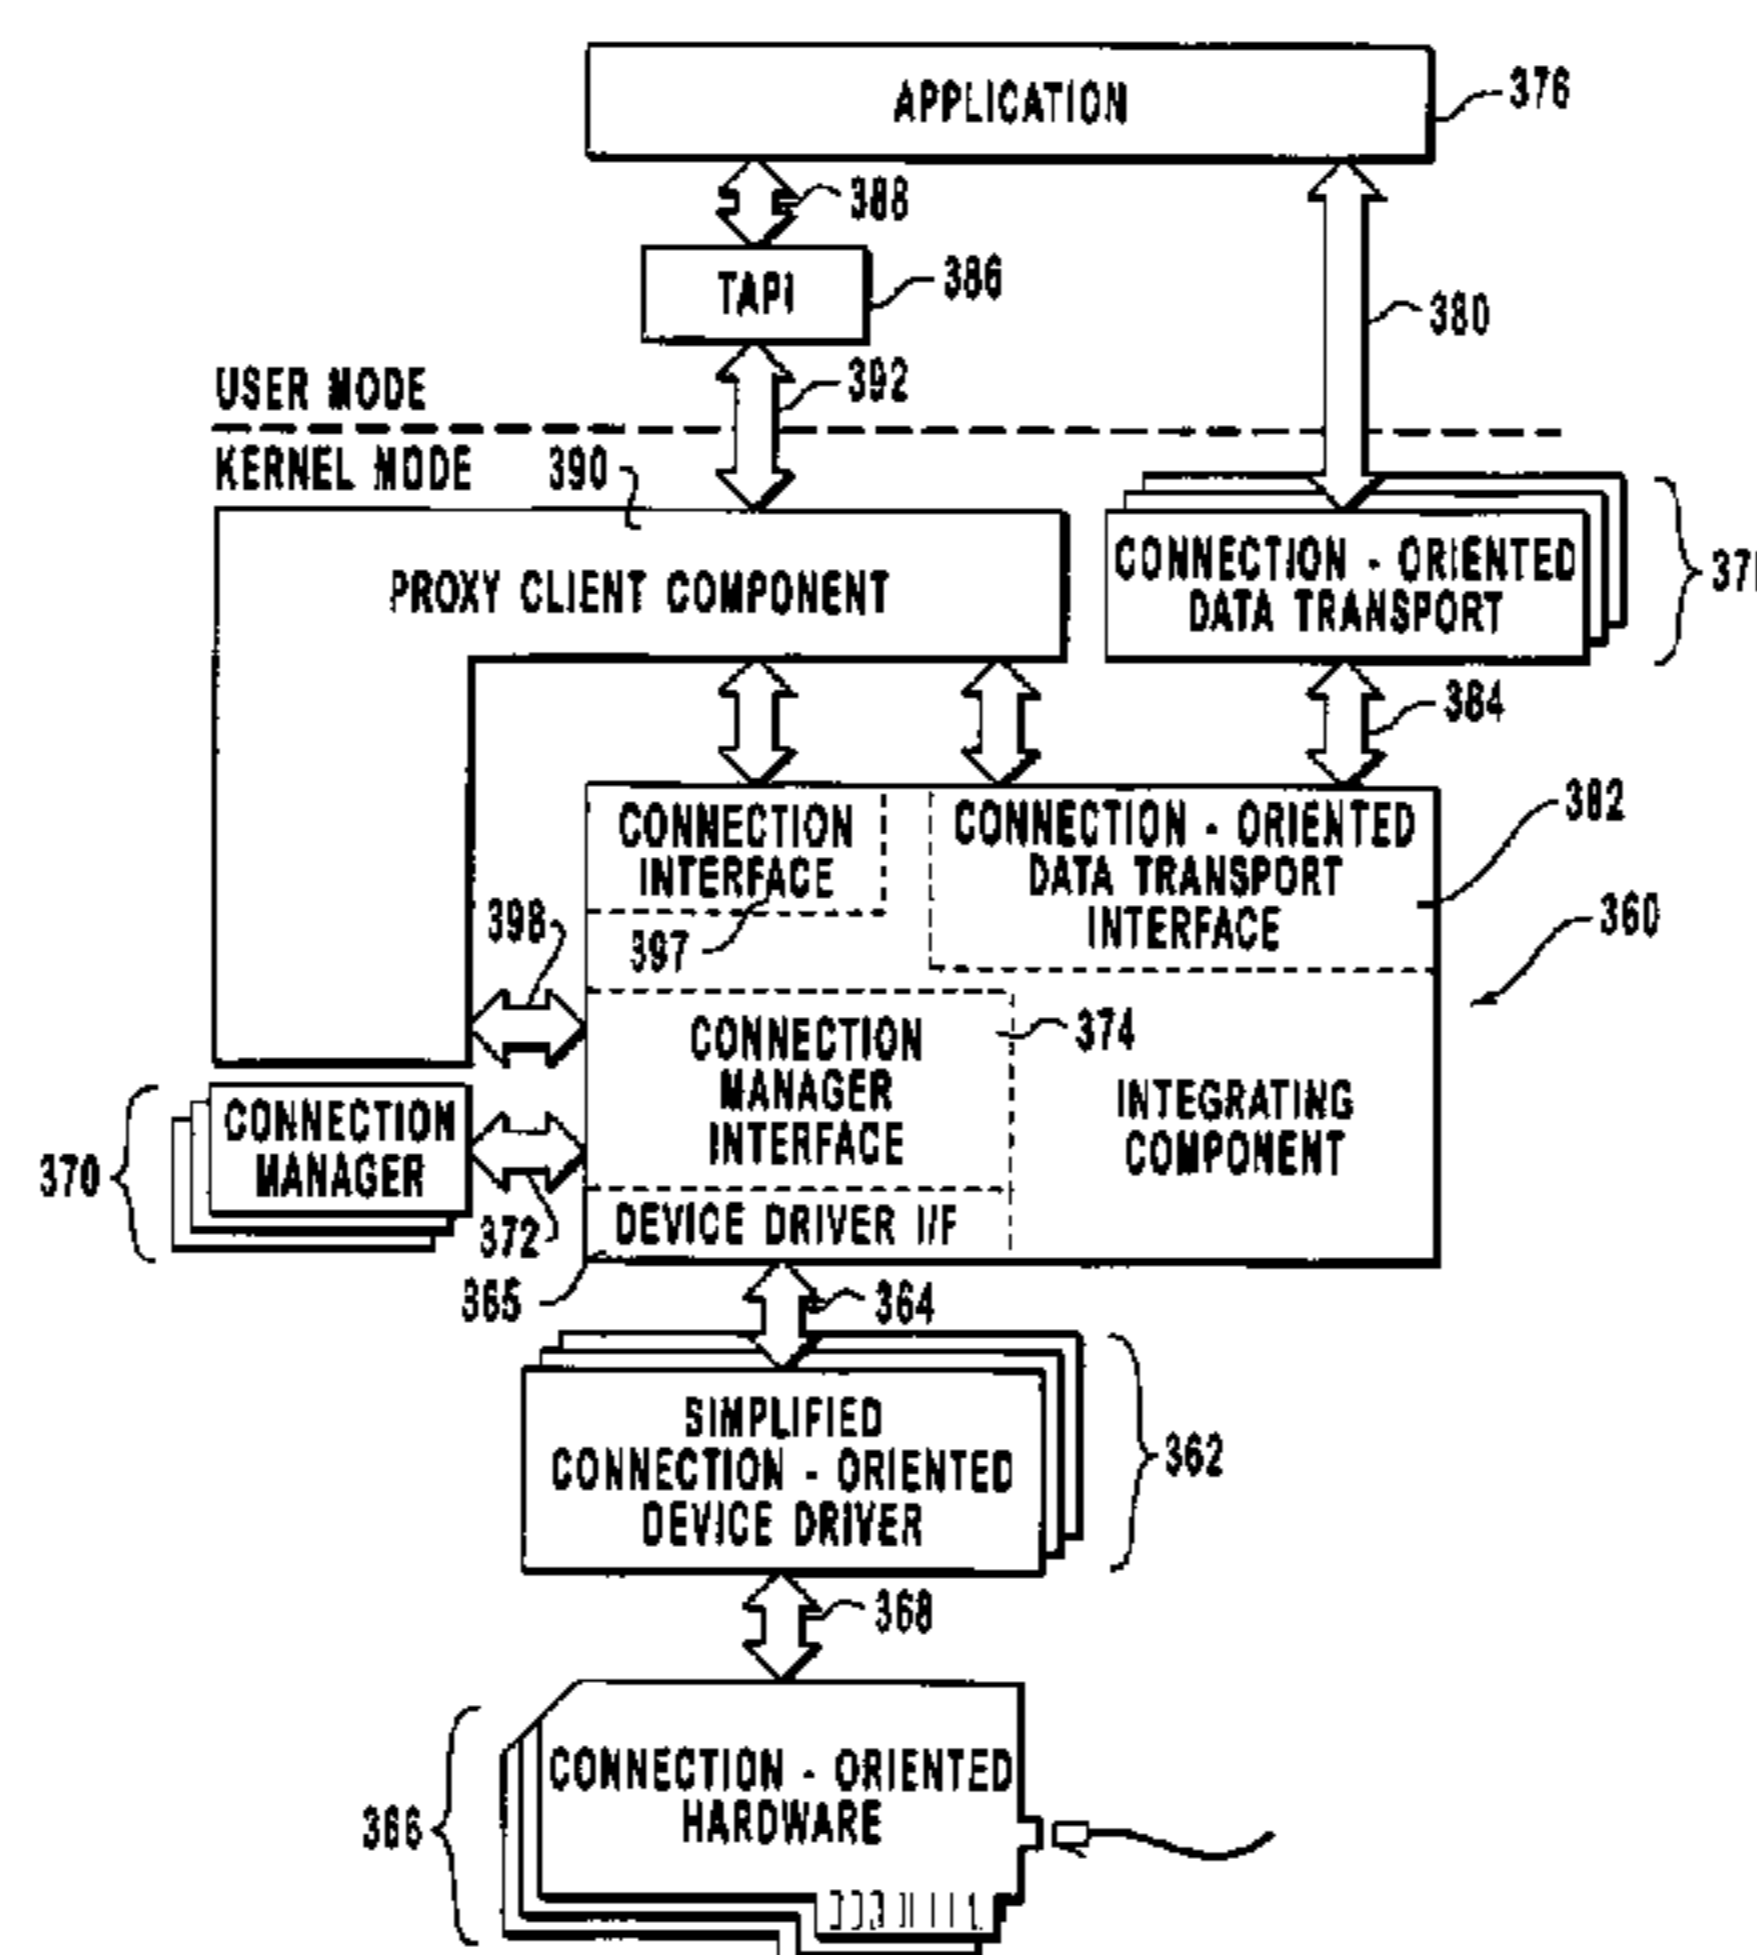 APPLICATION
376
388
TAPI
386
380
392
USER MODE
KERNEL MODE
390
PROXY CLIENT COMPONENT
CONNECTION - ORIENTED
DATA TRANSPORT
384
CONNECTION
INTERFACE
397
CONNECTION - ORIENTED
DATA TRANSPORT
INTERFACE
382
360
398
CONNECTION
MANAGER
INTERFACE
374
INTEGRATING
COMPONENT
370
CONNECTION
MANAGER
372
DEVICE DRIVER I/F
365
364
SIMPLIFIED
CONNECTION - ORIENTED
DEVICE DRIVER
362
368
CONNECTION - ORIENTED
HARDWARE
366